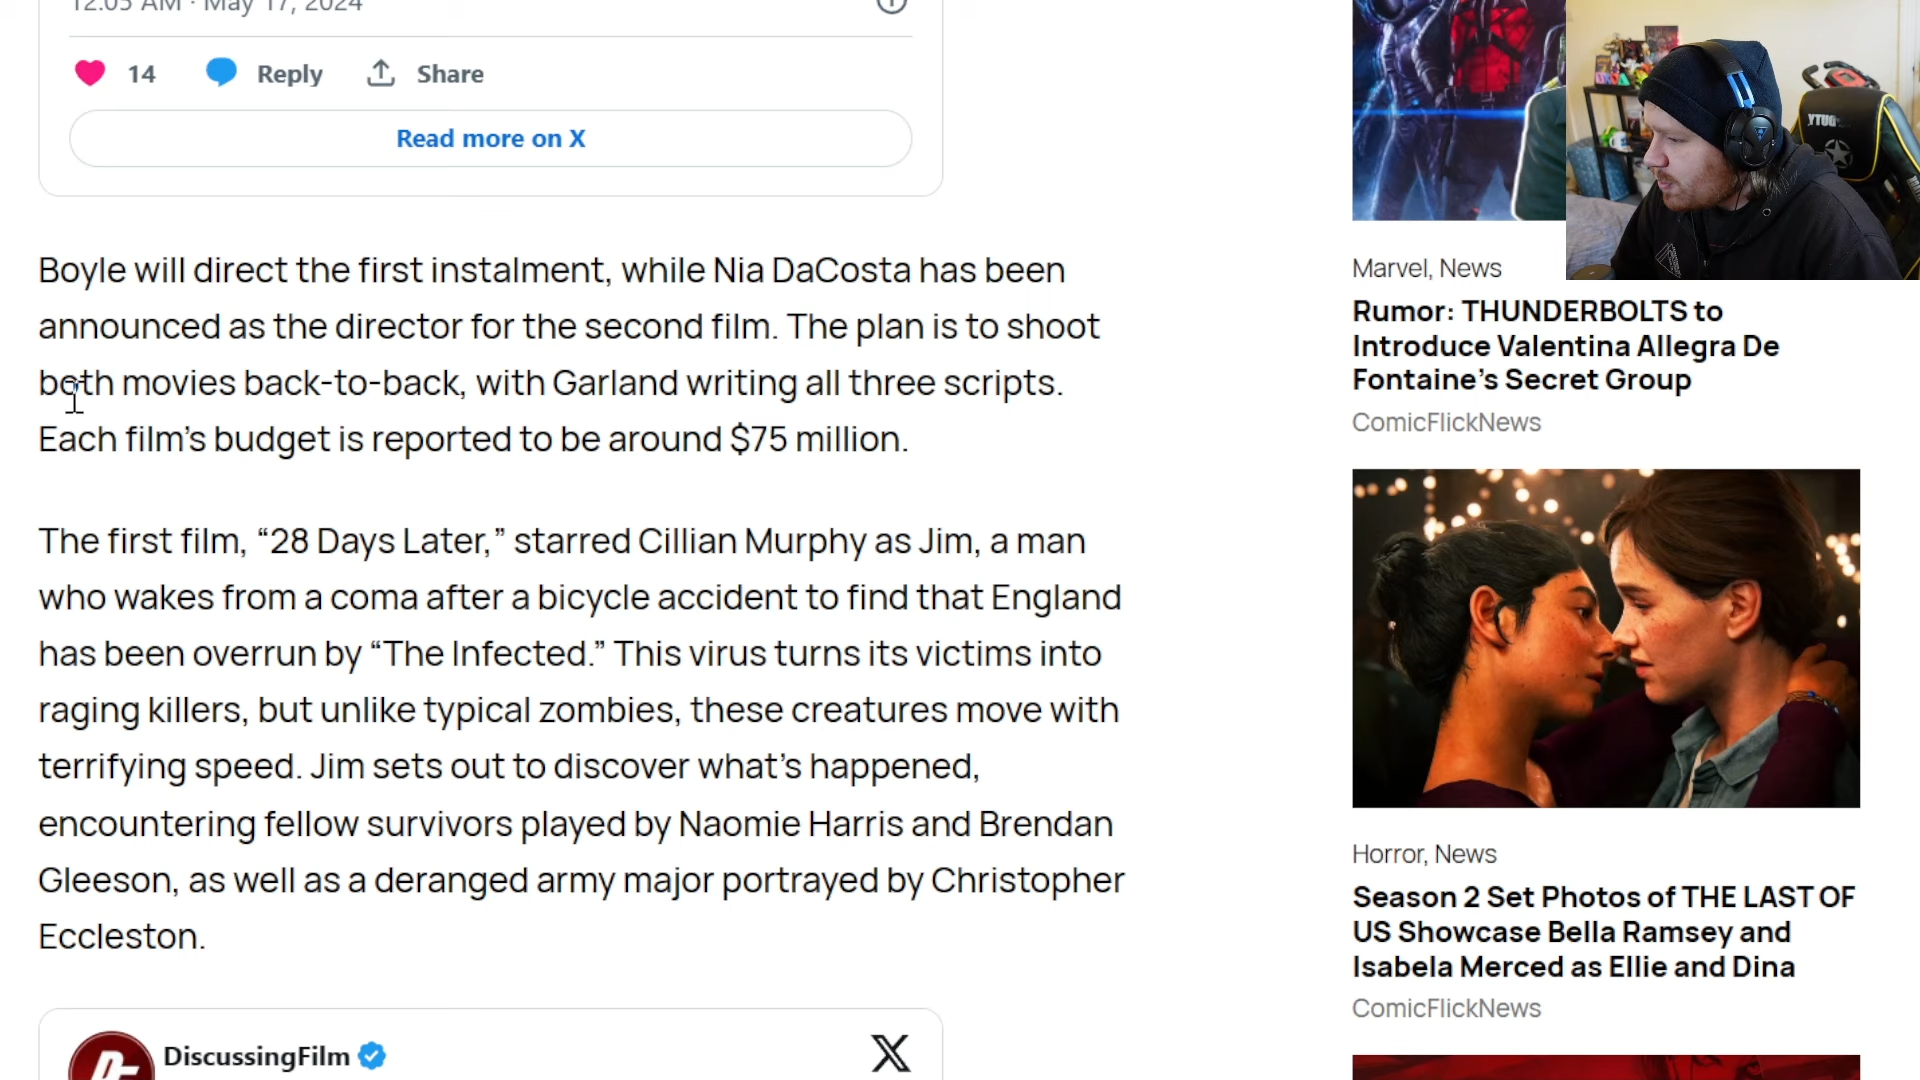 12:05 AM · May 17, 2024
14
Reply
Share
Read more on X
Boyle will direct the first instalment, while Nia DaCosta has been
announced as the director for the second film. The plan is to shoot
both movies back-to-back, with Garland writing all three scripts.
Each film’s budget is reported to be around $75 million.
The first film, “28 Days Later,” starred Cillian Murphy as Jim, a man
who wakes from a coma after a bicycle accident to find that England
has been overrun by “The Infected.” This virus turns its victims into
raging killers, but unlike typical zombies, these creatures move with
terrifying speed. Jim sets out to discover what’s happened,
encountering fellow survivors played by Naomie Harris and Brendan
Gleeson, as well as a deranged army major portrayed by Christopher
Eccleston.
DiscussingFilm
Marvel, News
Rumor: THUNDERBOLTS to
Introduce Valentina Allegra De
Fontaine’s Secret Group
ComicFlickNews
Horror, News
Season 2 Set Photos of THE LAST OF
US Showcase Bella Ramsey and
Isabela Merced as Ellie and Dina
ComicFlickNews